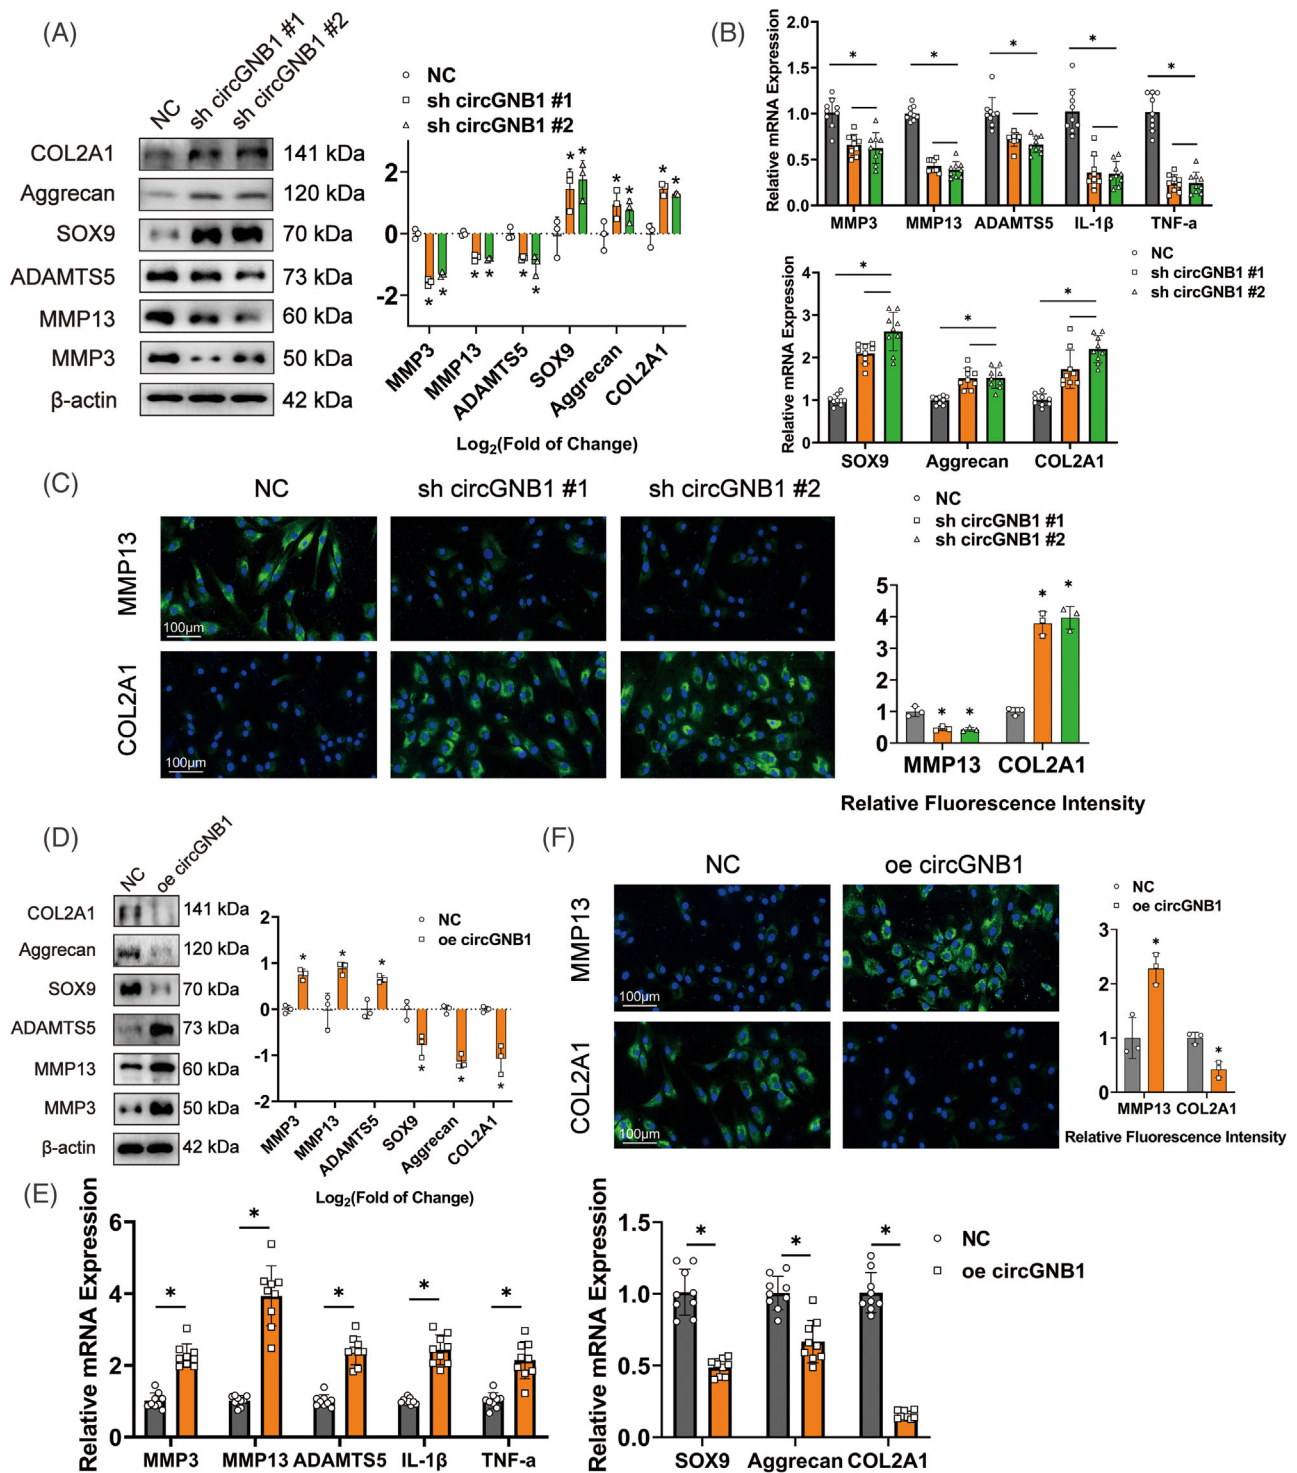 (A)
NC
sh circGNB1 #1
sh circGNB1 #2
COL2A1
141 kDa
Aggrecan
120 kDa
SOX9
70 kDa
ADAMTS5
73 kDa
MMP13
60 kDa
MMP3
50 kDa
β-actin
42 kDa
NC
sh circGNB1 #1
sh circGNB1 #2
2
0
-2
* * * * * * * * * * * *
MMP3 MMP13 ADAMTS5 SOX9 Aggrecan COL2A1
Log₂(Fold of Change)
(B)
Relative mRNA Expression
2.0
1.5
1.0
0.5
0.0
* * * * *
MMP3 MMP13 ADAMTS5 IL-1β TNF-a
NC
sh circGNB1 #1
sh circGNB1 #2
Relative mRNA Expression
4
3
2
1
0
* * *
SOX9 Aggrecan COL2A1
(C)
NC sh circGNB1 #1 sh circGNB1 #2
MMP13
100μm
COL2A1
100μm
NC
sh circGNB1 #1
sh circGNB1 #2
5
4
3
2
1
0
* * * *
MMP13 COL2A1
Relative Fluorescence Intensity
(D)
NC
oe circGNB1
COL2A1
141 kDa
Aggrecan
120 kDa
SOX9
70 kDa
ADAMTS5
73 kDa
MMP13
60 kDa
MMP3
50 kDa
β-actin
42 kDa
NC
oe circGNB1
2
1
0
-1
-2
* * * * * *
MMP3 MMP13 ADAMTS5 SOX9 Aggrecan COL2A1
Log₂(Fold of Change)
(F)
NC oe circGNB1
MMP13
100μm
COL2A1
100μm
NC
oe circGNB1
3
2
1
0
* *
MMP13 COL2A1
Relative Fluorescence Intensity
(E)
Relative mRNA Expression
6
4
2
0
* * * * *
MMP3 MMP13 ADAMTS5 IL-1β TNF-a
Relative mRNA Expression
1.5
1.0
0.5
0.0
* * *
SOX9 Aggrecan COL2A1
NC
oe circGNB1